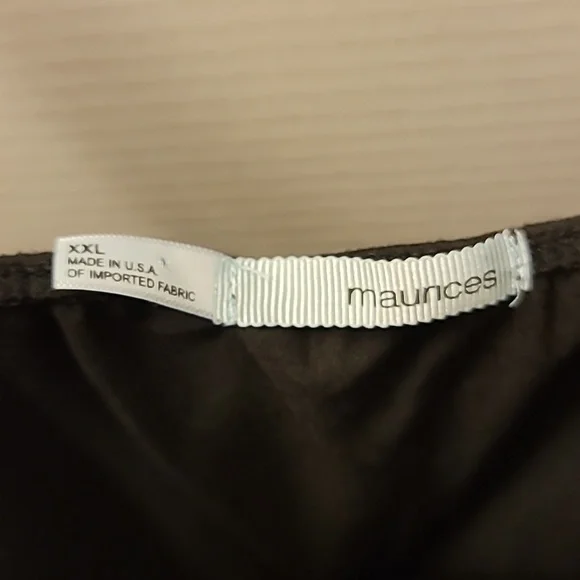 XXL
MADE IN U.S.A.
OF IMPORTED FABRIC
maurices